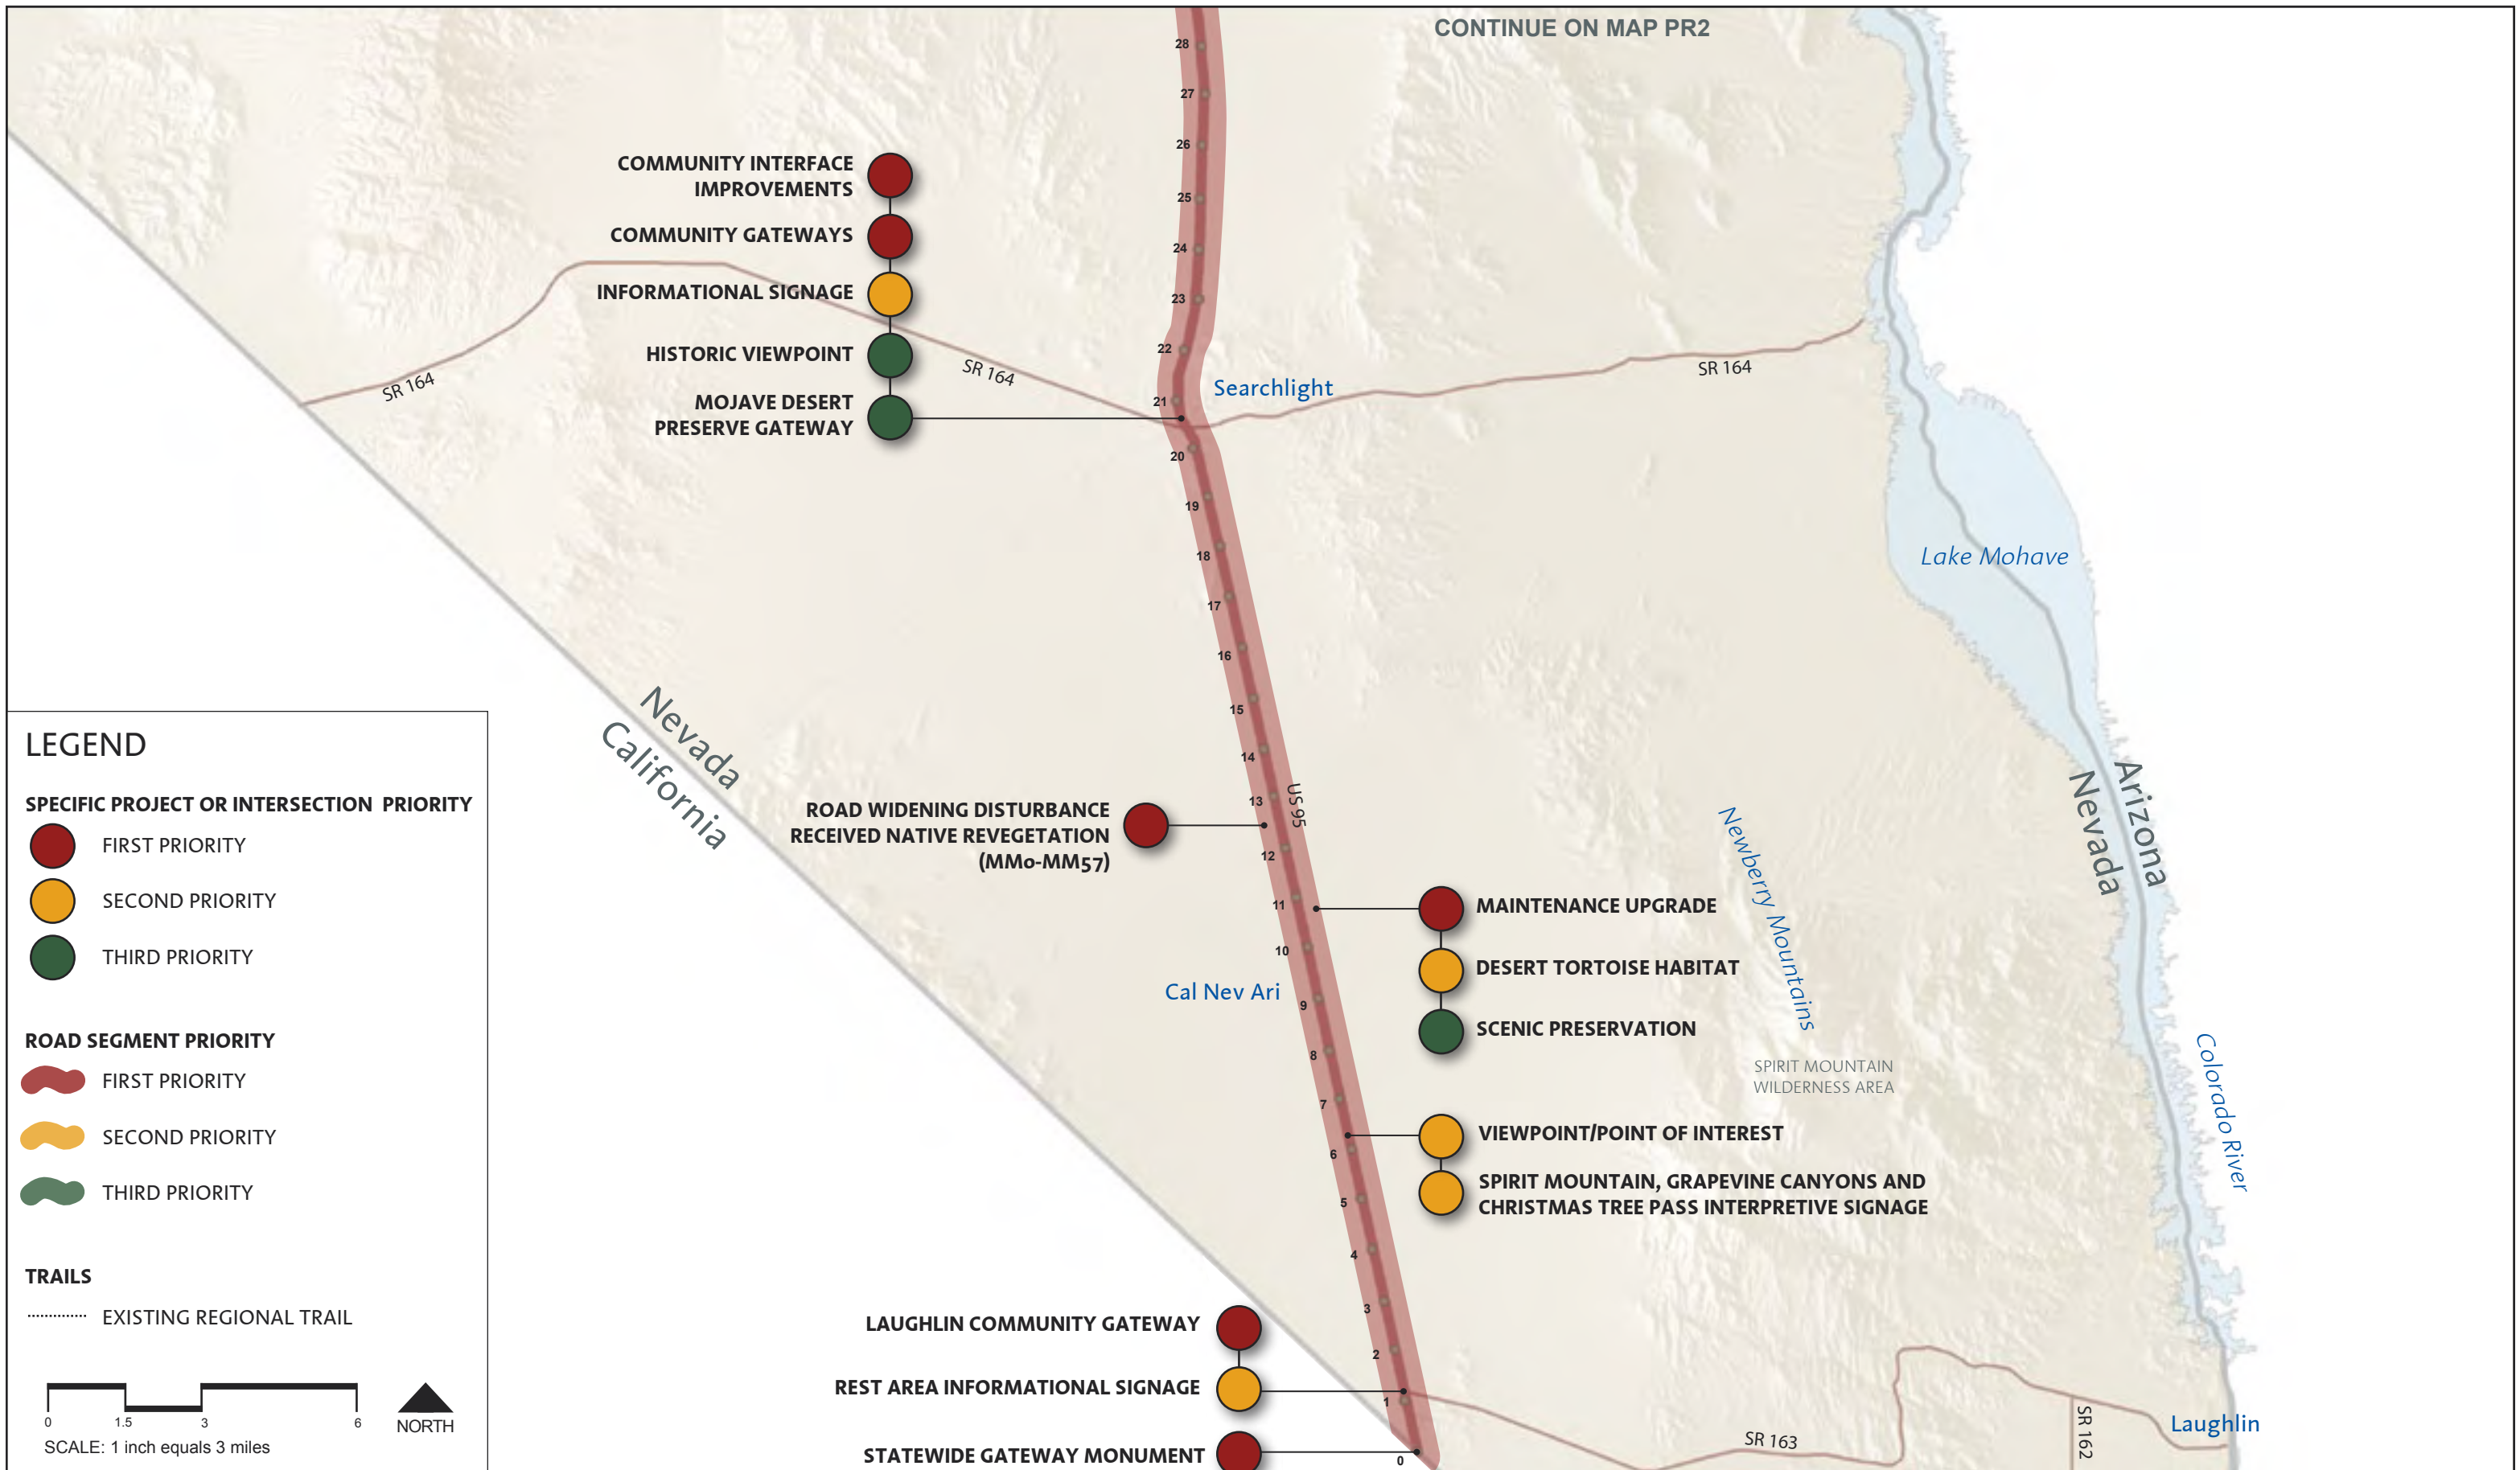 CONTINUE ON MAP PR2
28
27
26
25
24
23
22
21
20
19
18
17
16
15
14
13
12
11
10
9
8
7
6
5
4
3
2
1
0
COMMUNITY INTERFACE
IMPROVEMENTS
COMMUNITY GATEWAYS
INFORMATIONAL SIGNAGE
HISTORIC VIEWPOINT
MOJAVE DESERT
PRESERVE GATEWAY
SR 164
SR 164
SR 164
Searchlight
Lake Mohave
Nevada
California
US 95
ROAD WIDENING DISTURBANCE
RECEIVED NATIVE REVEGETATION
(MM0-MM57)
MAINTENANCE UPGRADE
DESERT TORTOISE HABITAT
SCENIC PRESERVATION
Newberry Mountains
Arizona
Nevada
Cal Nev Ari
SPIRIT MOUNTAIN
WILDERNESS AREA
Colorado River
VIEWPOINT/POINT OF INTEREST
SPIRIT MOUNTAIN, GRAPEVINE CANYONS AND
CHRISTMAS TREE PASS INTERPRETIVE SIGNAGE
LAUGHLIN COMMUNITY GATEWAY
REST AREA INFORMATIONAL SIGNAGE
STATEWIDE GATEWAY MONUMENT
SR 163
SR 162
Laughlin
LEGEND
SPECIFIC PROJECT OR INTERSECTION PRIORITY
FIRST PRIORITY
SECOND PRIORITY
THIRD PRIORITY
ROAD SEGMENT PRIORITY
FIRST PRIORITY
SECOND PRIORITY
THIRD PRIORITY
TRAILS
EXISTING REGIONAL TRAIL
0 1.5 3 6
NORTH
SCALE: 1 inch equals 3 miles